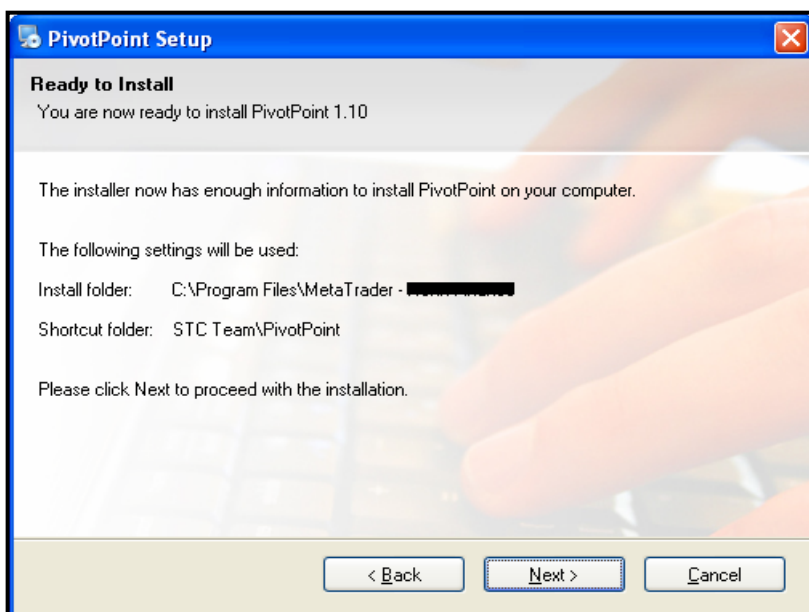 PivotPoint Setup
Ready to Install
You are now ready to install PivotPoint 1.10
The installer now has enough information to install PivotPoint on your computer.
The following settings will be used:
Install folder: C:\Program Files\MetaTrader -
Shortcut folder: STC Team\PivotPoint
Please click Next to proceed with the installation.
< Back Next > Cancel